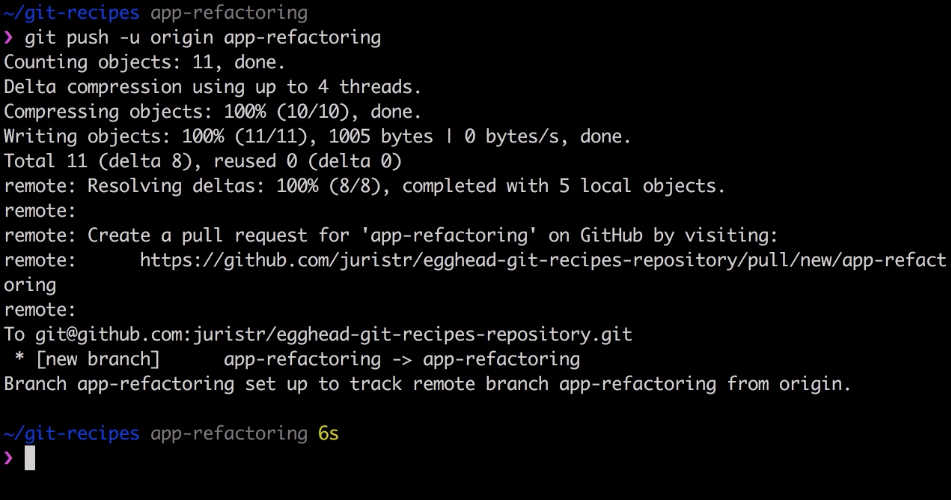 ~/git-recipes app-refactoring
❯ git push -u origin app-refactoring
Counting objects: 11, done.
Delta compression using up to 4 threads.
Compressing objects: 100% (10/10), done.
Writing objects: 100% (11/11), 1005 bytes | 0 bytes/s, done.
Total 11 (delta 8), reused 0 (delta 0)
remote: Resolving deltas: 100% (8/8), completed with 5 local objects.
remote:
remote: Create a pull request for 'app-refactoring' on GitHub by visiting:
remote:      https://github.com/juristr/egghead-git-recipes-repository/pull/new/app-refact
oring
remote:
To git@github.com:juristr/egghead-git-recipes-repository.git
 * [new branch]      app-refactoring -> app-refactoring
Branch app-refactoring set up to track remote branch app-refactoring from origin.
~/git-recipes app-refactoring 6s
❯